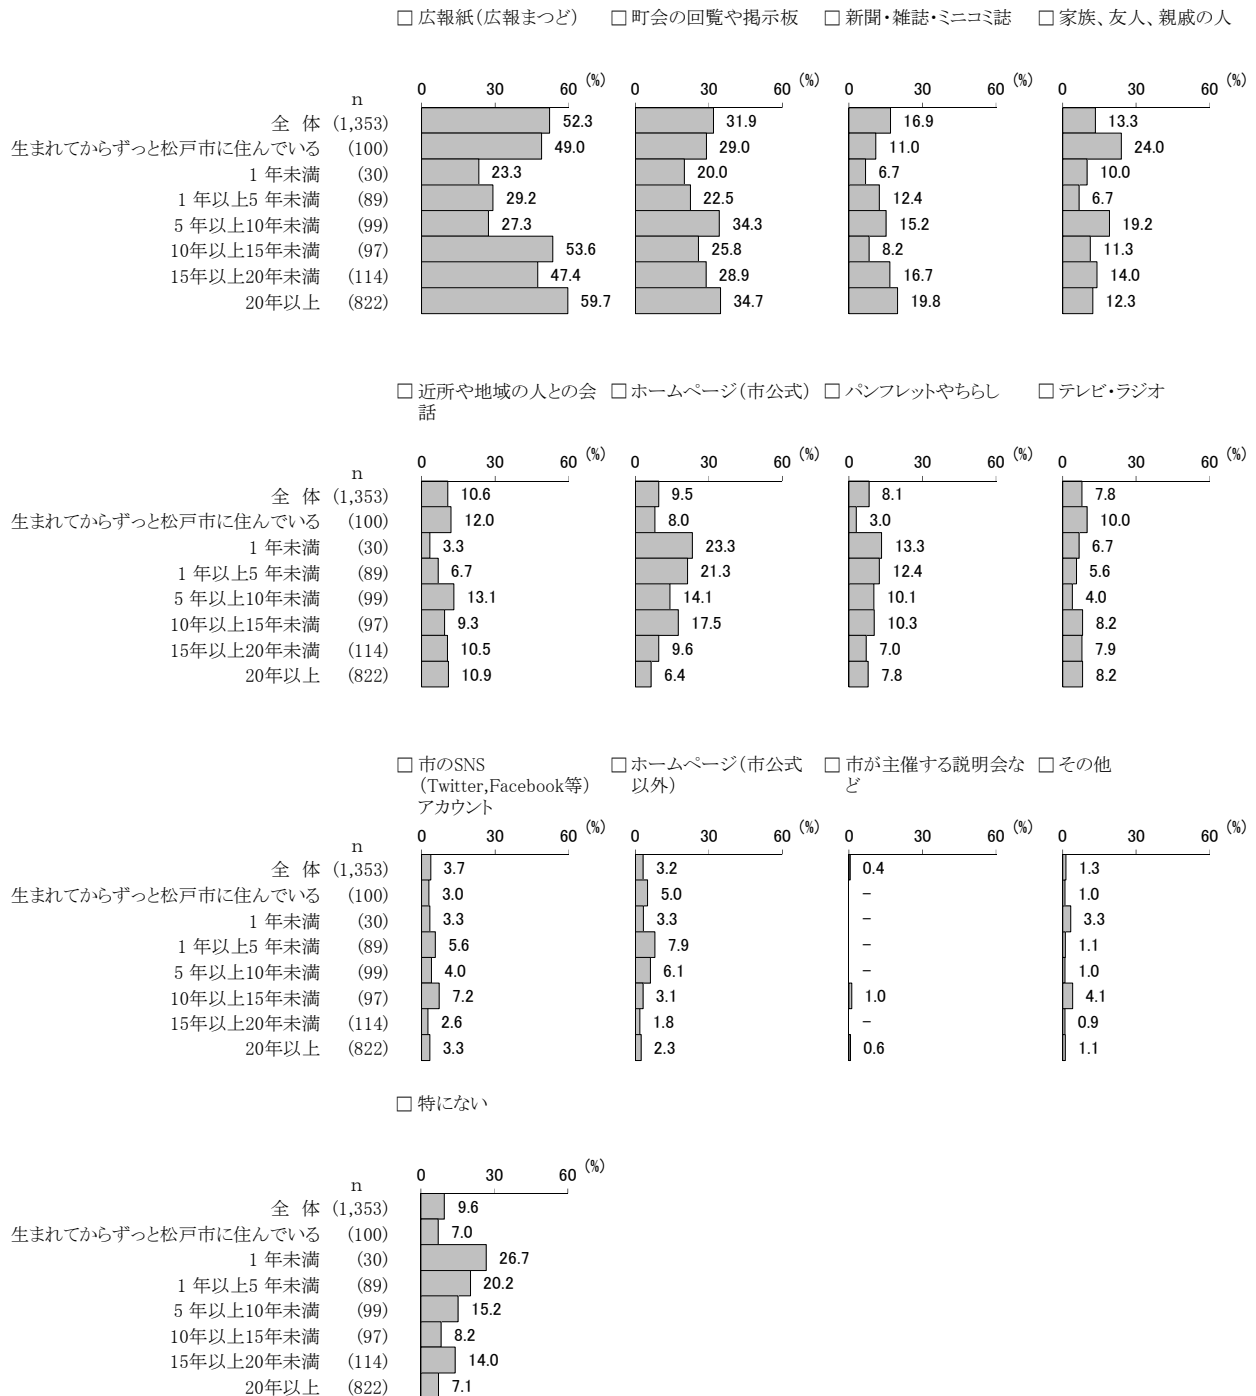 □ 広報紙（広報まつど） □ 町会の回覧や掲示板 □ 新聞・雑誌・ミニコミ誌 □ 家族、友人、親戚の人
n 0 30 60 (%) 0 30 60 (%) 0 30 60 (%) 0 30 60 (%)
全 体 (1,353) 52.3 31.9 16.9 13.3
生まれてからずっと松戸市に住んでいる (100) 49.0 29.0 11.0 24.0
1 年未満 (30) 23.3 20.0 6.7 10.0
1 年以上5 年未満 (89) 29.2 22.5 12.4 6.7
5 年以上10年未満 (99) 27.3 34.3 15.2 19.2
10年以上15年未満 (97) 53.6 25.8 8.2 11.3
15年以上20年未満 (114) 47.4 28.9 16.7 14.0
20年以上 (822) 59.7 34.7 19.8 12.3
□ 近所や地域の人との会 □ ホームページ（市公式） □ パンフレットやちらし □ テレビ・ラジオ
話
n 0 30 60 (%) 0 30 60 (%) 0 30 60 (%) 0 30 60 (%)
全 体 (1,353) 10.6 9.5 8.1 7.8
生まれてからずっと松戸市に住んでいる (100) 12.0 8.0 3.0 10.0
1 年未満 (30) 3.3 23.3 13.3 6.7
1 年以上5 年未満 (89) 6.7 21.3 12.4 5.6
5 年以上10年未満 (99) 13.1 14.1 10.1 4.0
10年以上15年未満 (97) 9.3 17.5 10.3 8.2
15年以上20年未満 (114) 10.5 9.6 7.0 7.9
20年以上 (822) 10.9 6.4 7.8 8.2
□ 市のSNS □ ホームページ（市公式 □ 市が主催する説明会な □ その他
（Twitter,Facebook等） 以外） ど
アカウント
n 0 30 60 (%) 0 30 60 (%) 0 30 60 (%) 0 30 60 (%)
全 体 (1,353) 3.7 3.2 0.4 1.3
生まれてからずっと松戸市に住んでいる (100) 3.0 5.0 − 1.0
1 年未満 (30) 3.3 3.3 − 3.3
1 年以上5 年未満 (89) 5.6 7.9 − 1.1
5 年以上10年未満 (99) 4.0 6.1 − 1.0
10年以上15年未満 (97) 7.2 3.1 1.0 4.1
15年以上20年未満 (114) 2.6 1.8 − 0.9
20年以上 (822) 3.3 2.3 0.6 1.1
□ 特にない
n 0 30 60 (%)
全 体 (1,353) 9.6
生まれてからずっと松戸市に住んでいる (100) 7.0
1 年未満 (30) 26.7
1 年以上5 年未満 (89) 20.2
5 年以上10年未満 (99) 15.2
10年以上15年未満 (97) 8.2
15年以上20年未満 (114) 14.0
20年以上 (822) 7.1